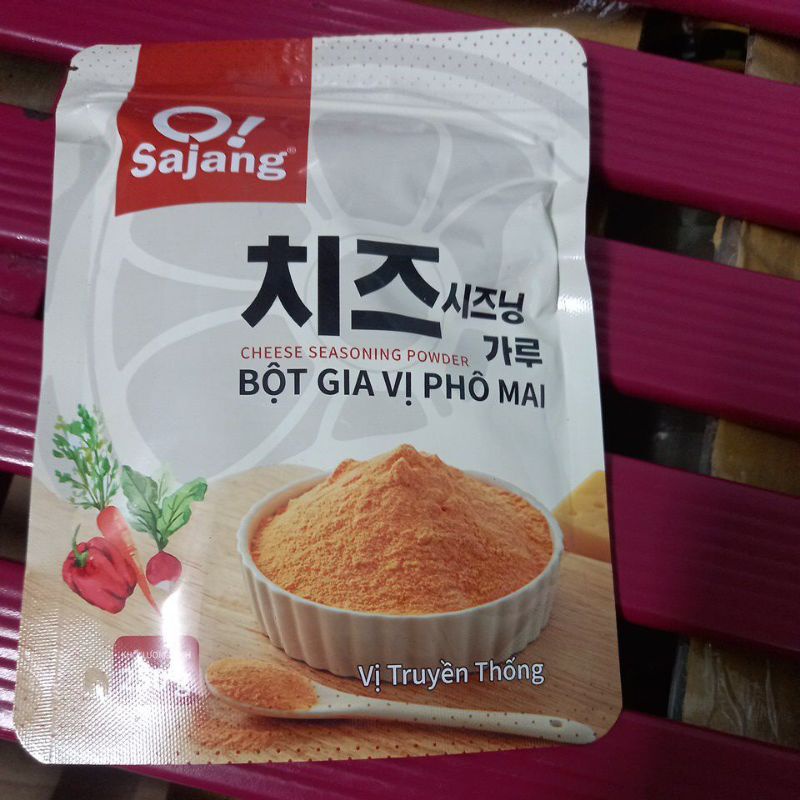 O!
Sajang
치즈 시즈닝
가루
CHEESE SEASONING POWDER
BỘT GIA VỊ PHÔ MAI
Vị Truyền Thống